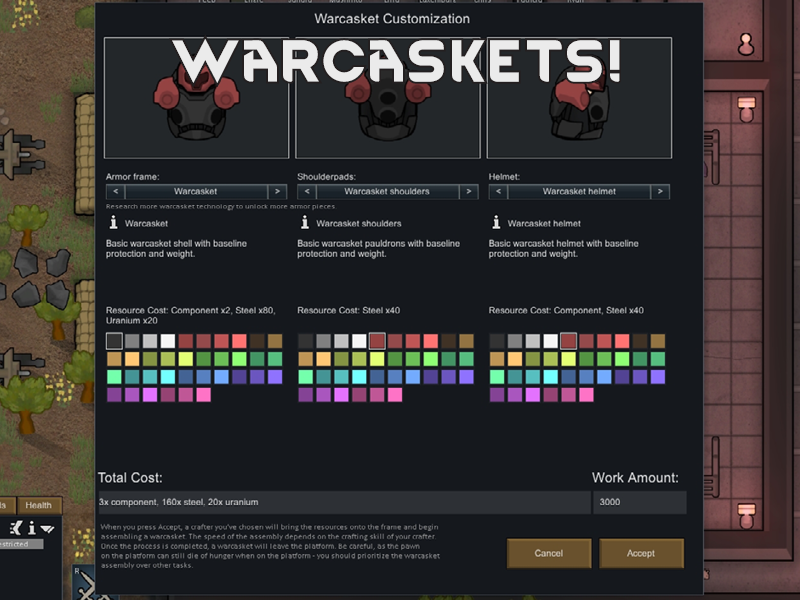 Warcasket Customization
WARCASKETS!
Armor frame:
Shoulderpads:
Helmet:
< Warcasket >
< Warcasket shoulders >
< Warcasket helmet >
Research more warcasket technology to unlock more armor pieces
i Warcasket
i Warcasket shoulders
i Warcasket helmet
Basic warcasket shell with baseline
protection and weight.
Basic warcasket pauldrons with baseline
protection and weight.
Basic warcasket helmet with baseline
protection and weight.
Resource Cost: Component x2, Steel x80,
Uranium x20
Resource Cost: Steel x40
Resource Cost: Component, Steel x40
Total Cost:
Work Amount:
3x component, 160x steel, 20x uranium
3000
When you press Accept, a crafter you've chosen will bring the resources onto the frame and begin
assembling a warcasket. The speed of the assembly depends on the crafting skill of your crafter.
Once the process is completed, a warcasket will leave the platform. Be careful, as the pawn
on the platform can still die of hunger when on the platform - you should prioritize the warcasket
assembly over other tasks.
Cancel
Accept
Health